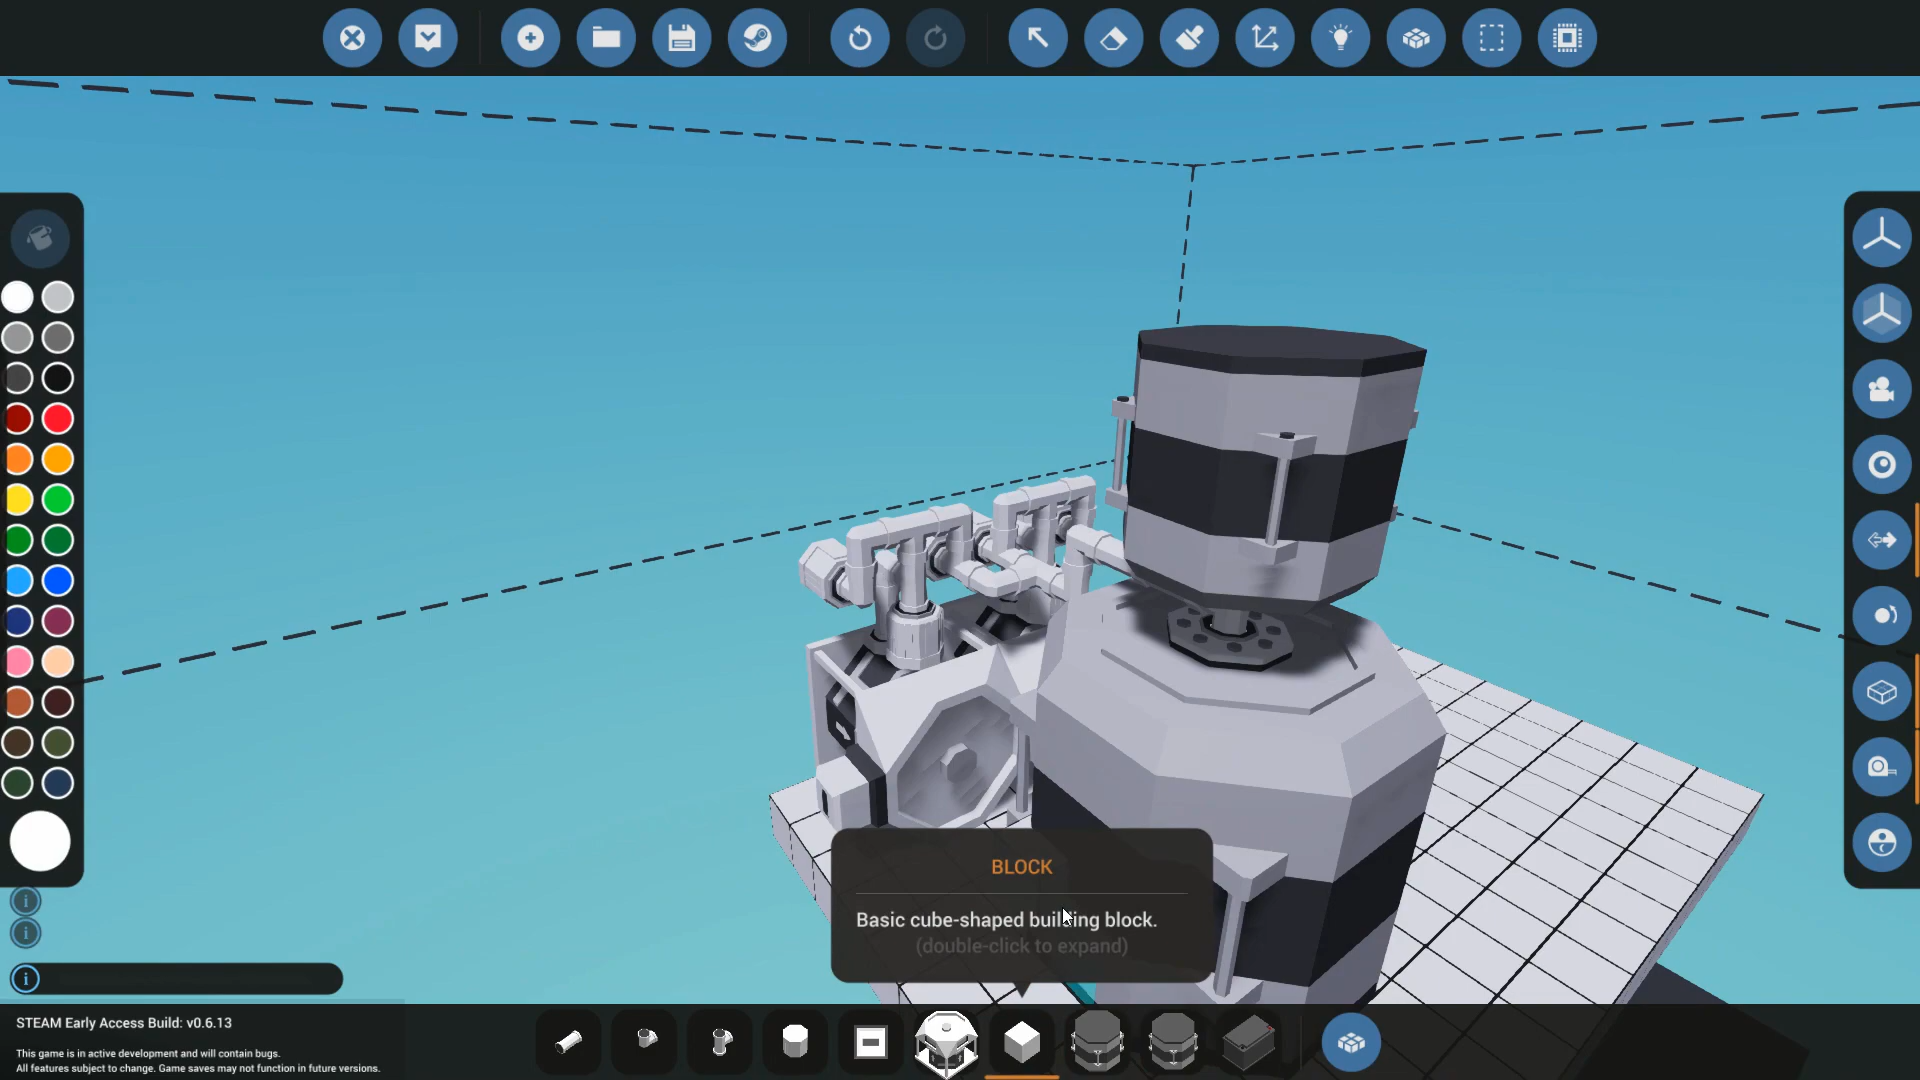 BLOCK
Basic cube-shaped building block.
(double-click to expand)
STEAM Early Access Build: v0.6.13
This game is in active development and will contain bugs.
All features subject to change. Game saves may not function in future versions.